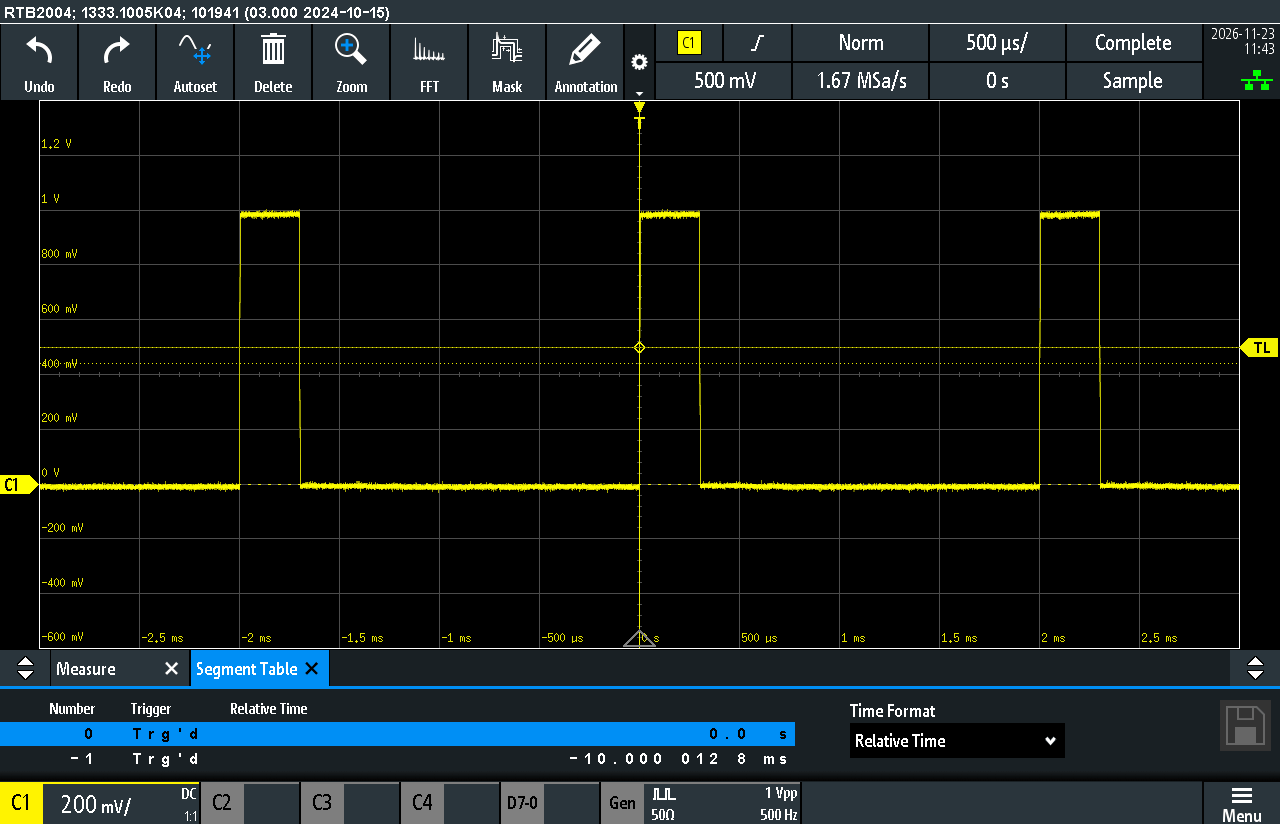 RTB2004; 1333.1005K04; 101941 (03.000 2024-10-15)
Undo
Redo
Autoset
Delete
Zoom
FFT
Mask
Annotation
C1
Norm
500 µs/
Complete
500 mV
1.67 MSa/s
0 s
Sample
2026-11-23
11:43
T
1.2 V
1 V
800 mV
600 mV
400 mV
200 mV
0 V
-200 mV
-400 mV
-600 mV
TL
C1
-2.5 ms
-2 ms
-1.5 ms
-1 ms
-500 µs
0 s
500 µs
1 ms
1.5 ms
2 ms
2.5 ms
Measure
Segment Table
Number Trigger Relative Time
0 Trg'd 0.0 s
-1 Trg'd -10.000 012 8 ms
Time Format
Relative Time
C1 200 mV/ DC 1:1
C2
C3
C4
D7-0
Gen 50Ω 1 Vpp 500 Hz
Menu